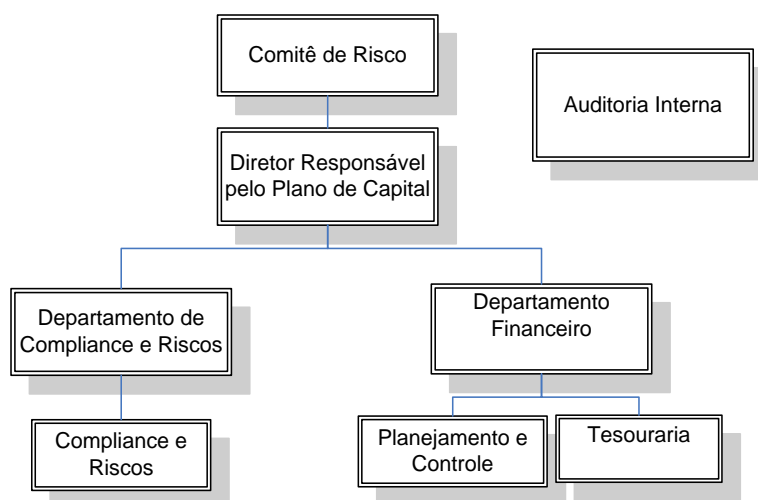 Comitê de Risco
Auditoria Interna
Diretor Responsável
pelo Plano de Capital
Departamento de
Compliance e Riscos
Departamento
Financeiro
Compliance e
Riscos
Planejamento e
Controle
Tesouraria